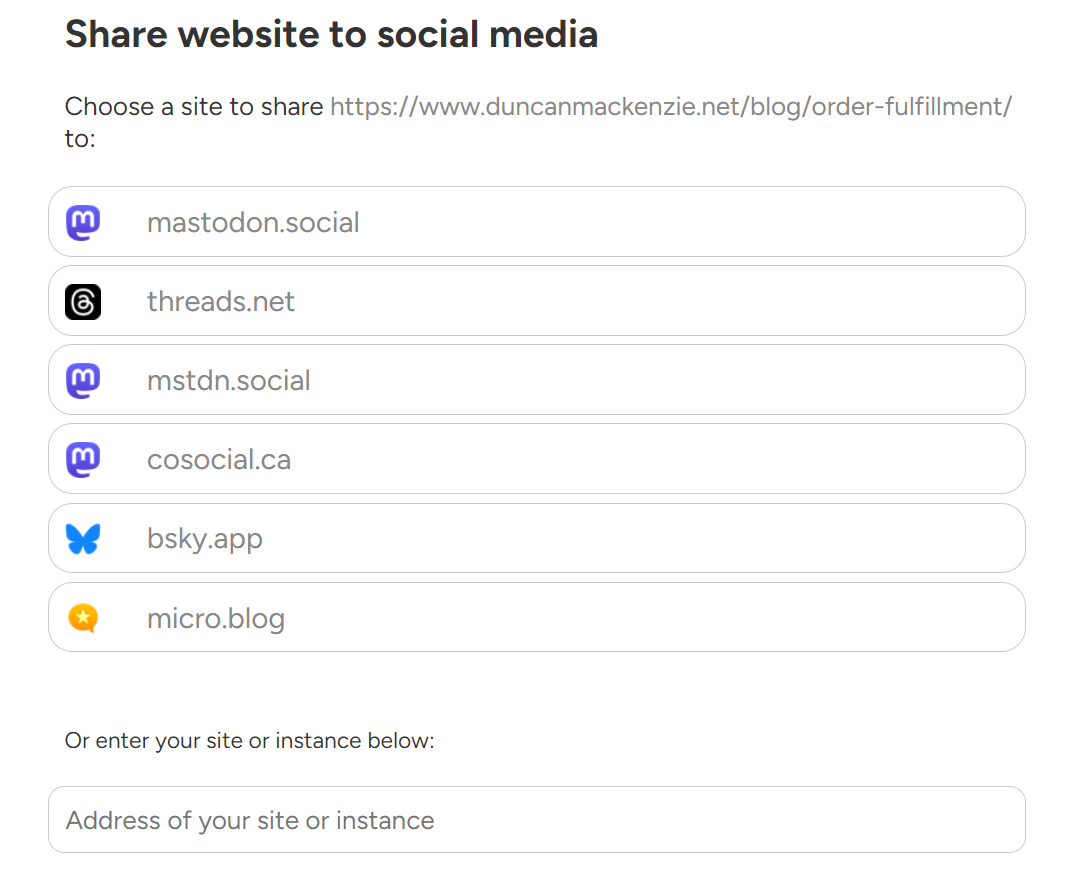 Share website to social media
Choose a site to share https://www.duncanmackenzie.net/blog/order-fulfillment/
to:
mastodon.social
threads.net
mstdn.social
cosocial.ca
bsky.app
micro.blog
Or enter your site or instance below:
Address of your site or instance